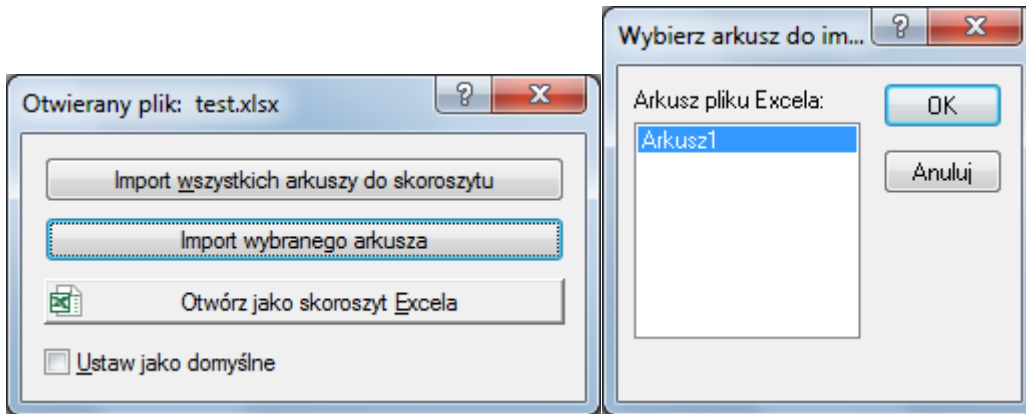 Otwierany plik: test.xlsx
Import wszystkich arkuszy do skoroszytu
Import wybranego arkusza
Otwórz jako skoroszyt Excela
Ustaw jako domyślne
Wybierz arkusz do im...
Arkusz pliku Excela:
Arkusz1
OK
Anuluj